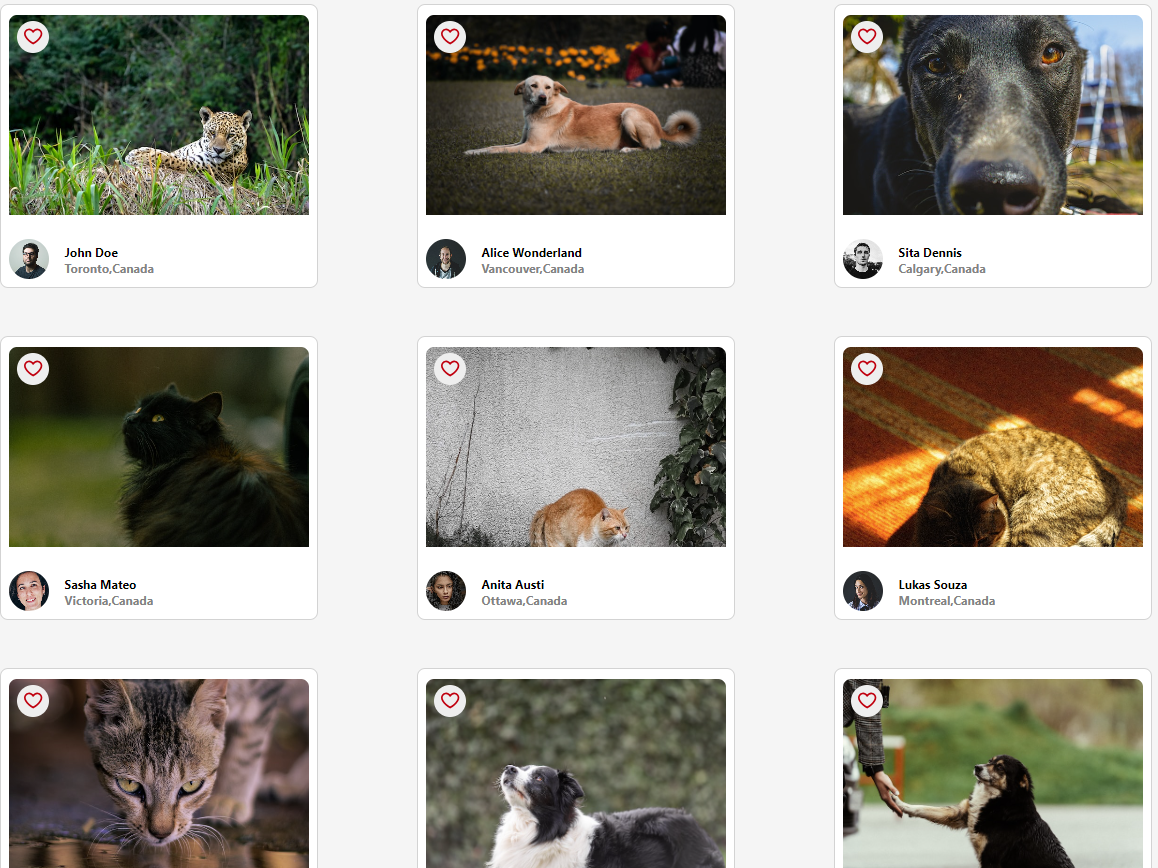 John Doe
Toronto,Canada
Alice Wonderland
Vancouver,Canada
Sita Dennis
Calgary,Canada
Sasha Mateo
Victoria,Canada
Anita Austi
Ottawa,Canada
Lukas Souza
Montreal,Canada